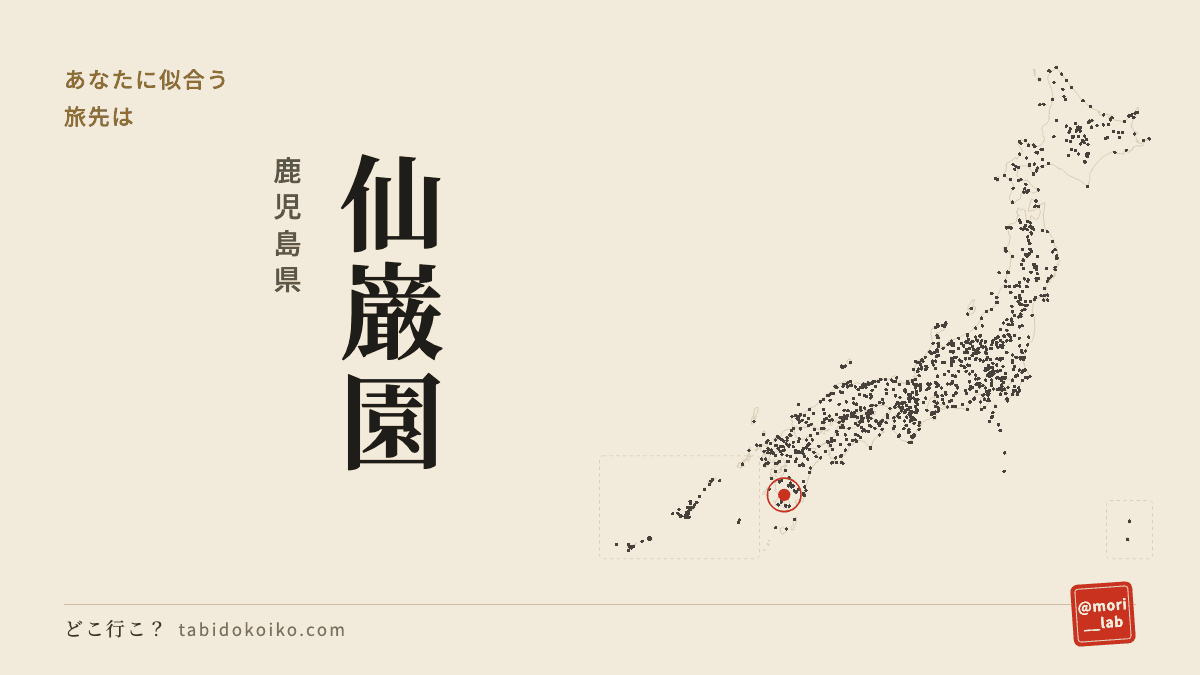 あなたに似合う
旅先は
仙巌園
鹿児島県
どこ行こ？ tabidokoiko.com
@mori
__lab